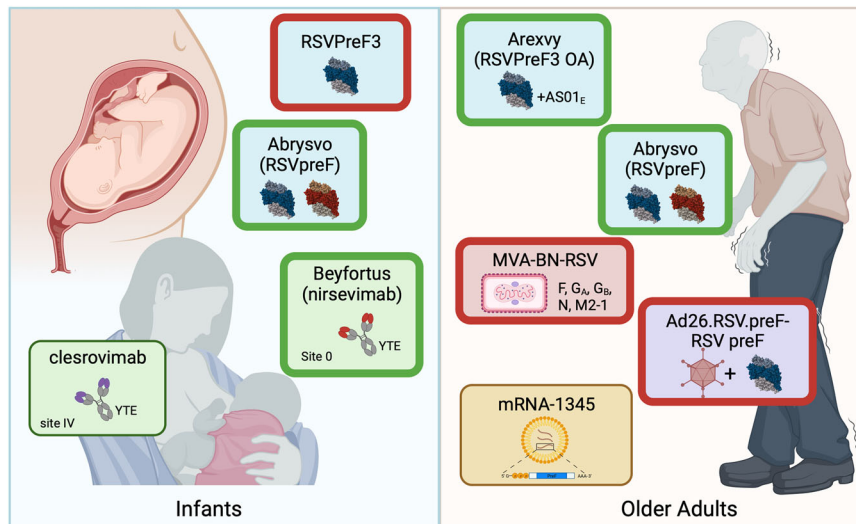 RSVPreF3
Abrysvo
(RSVpreF)
Beyfortus
(nirsevimab)
Site 0
YTE
clesrovimab
site IV
YTE
Infants
Arexvy
(RSVPreF3 OA)
+AS01E
Abrysvo
(RSVpreF)
MVA-BN-RSV
F, GA, GB,
N, M2-1
Ad26.RSV.preF-
RSV preF
+
mRNA-1345
Older Adults